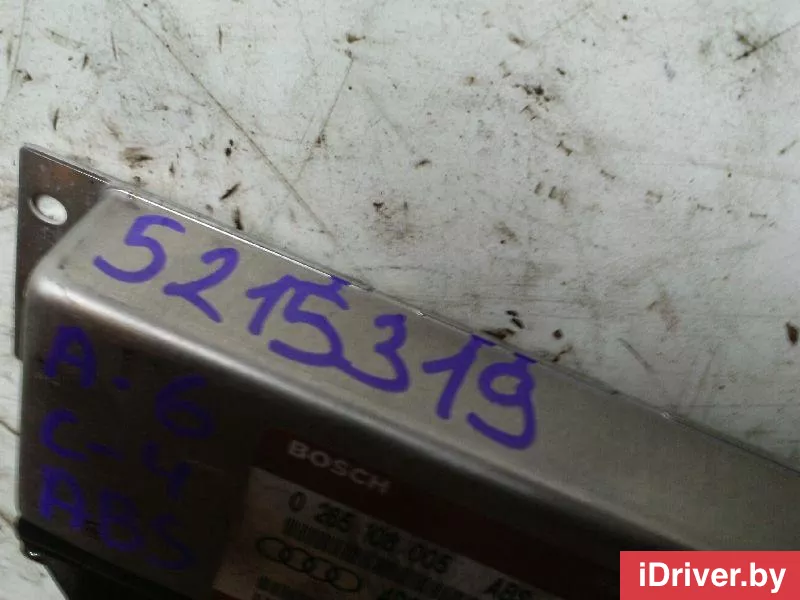 5215319
A-6
C-4
ABS
BOSCH
0 265 108 005 ABS
iDriver.by